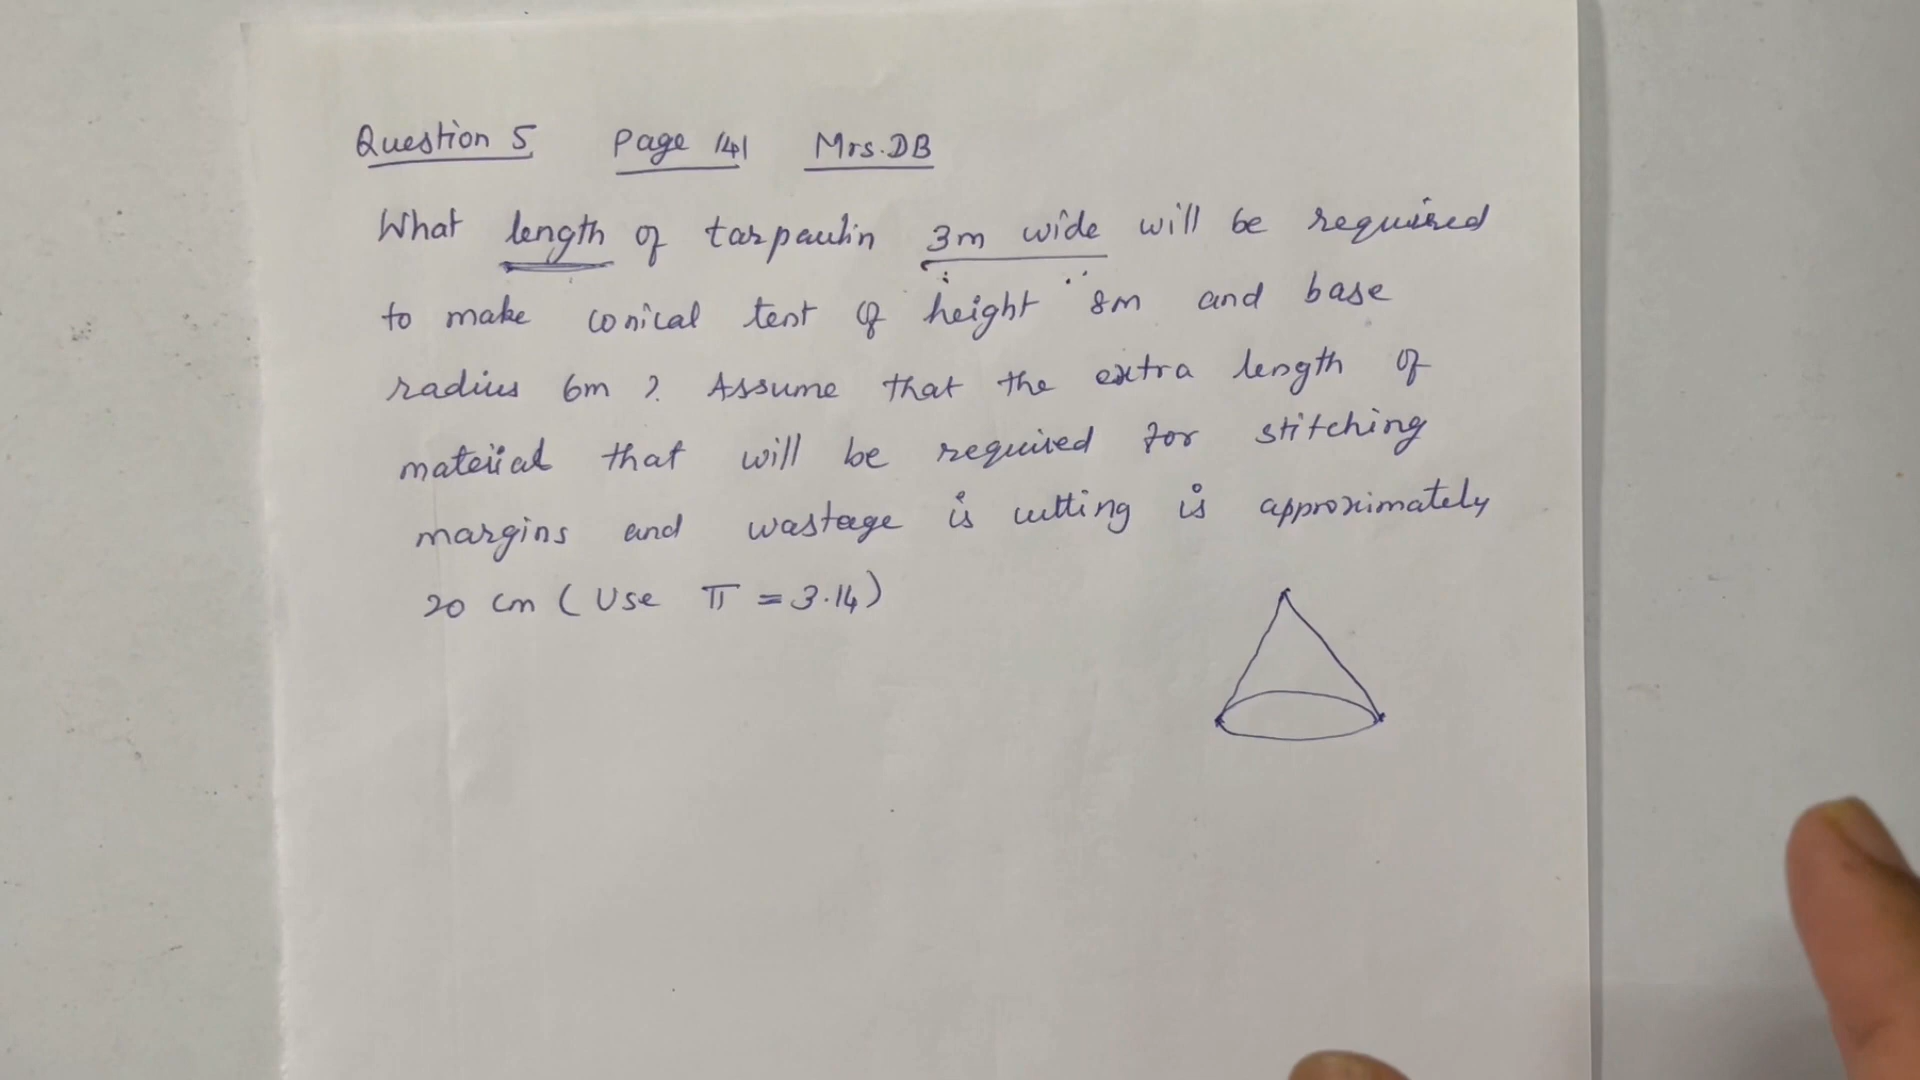 Question 5 Page 141 Mrs.DB
What length of tarpaulin 3m wide will be required
to make conical tent of height 8m and base
radius 6m ? Assume that the extra length of
material that will be required for stitching
margins and wastage is cutting is approximately
20 cm ( Use π = 3.14)